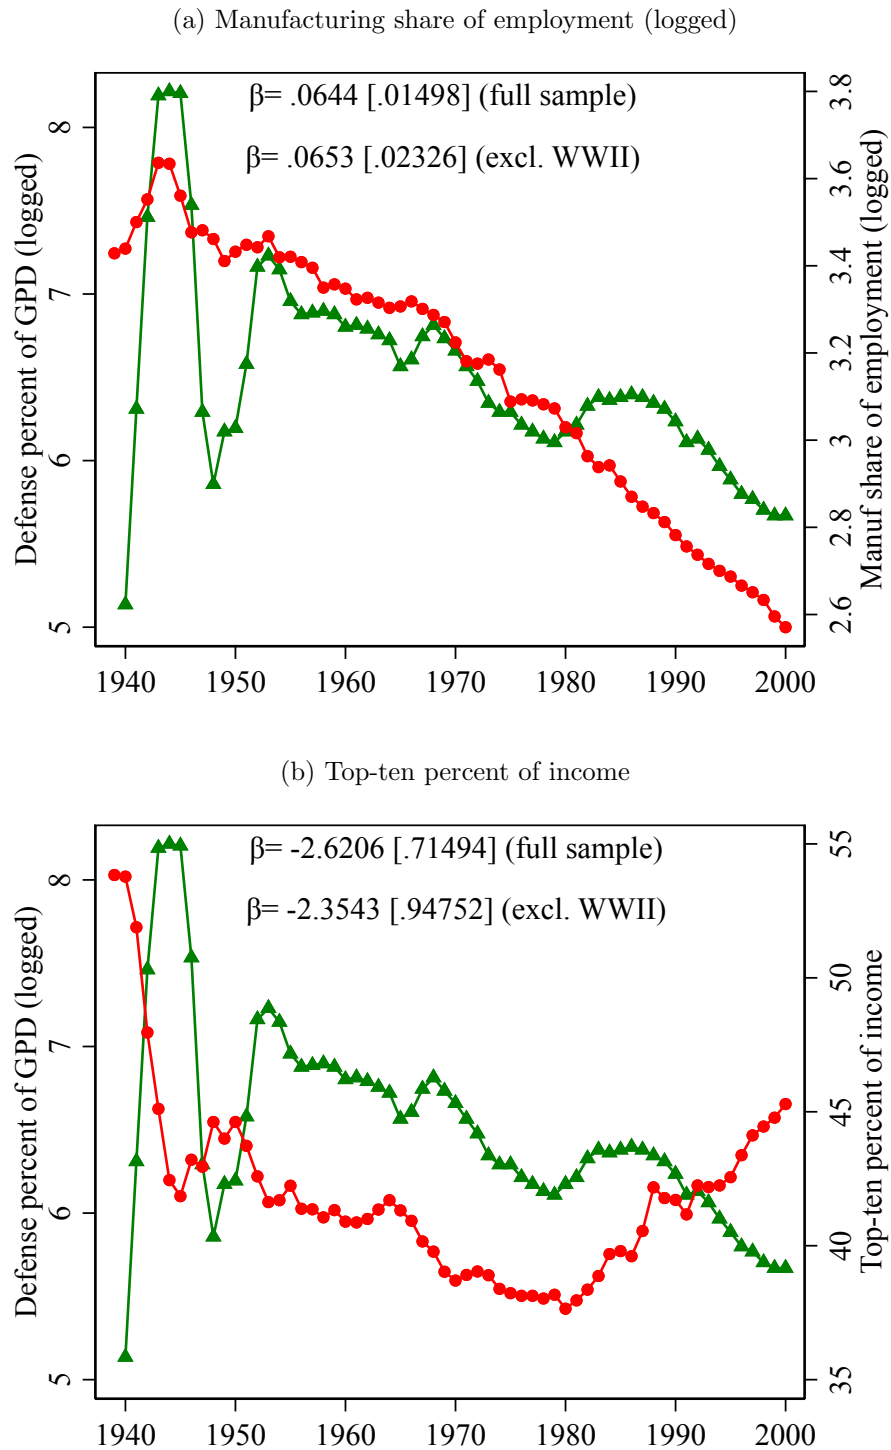 (a) Manufacturing share of employment (logged)
β= .0644 [.01498] (full sample)
β= .0653 [.02326] (excl. WWII)
Defense percent of GPD (logged)
5 6 7 8
Manuf share of employment (logged)
2.6 2.8 3 3.2 3.4 3.6 3.8
1940 1950 1960 1970 1980 1990 2000
(b) Top-ten percent of income
β= -2.6206 [.71494] (full sample)
β= -2.3543 [.94752] (excl. WWII)
Defense percent of GPD (logged)
5 6 7 8
Top-ten percent of income
35 40 45 50 55
1940 1950 1960 1970 1980 1990 2000